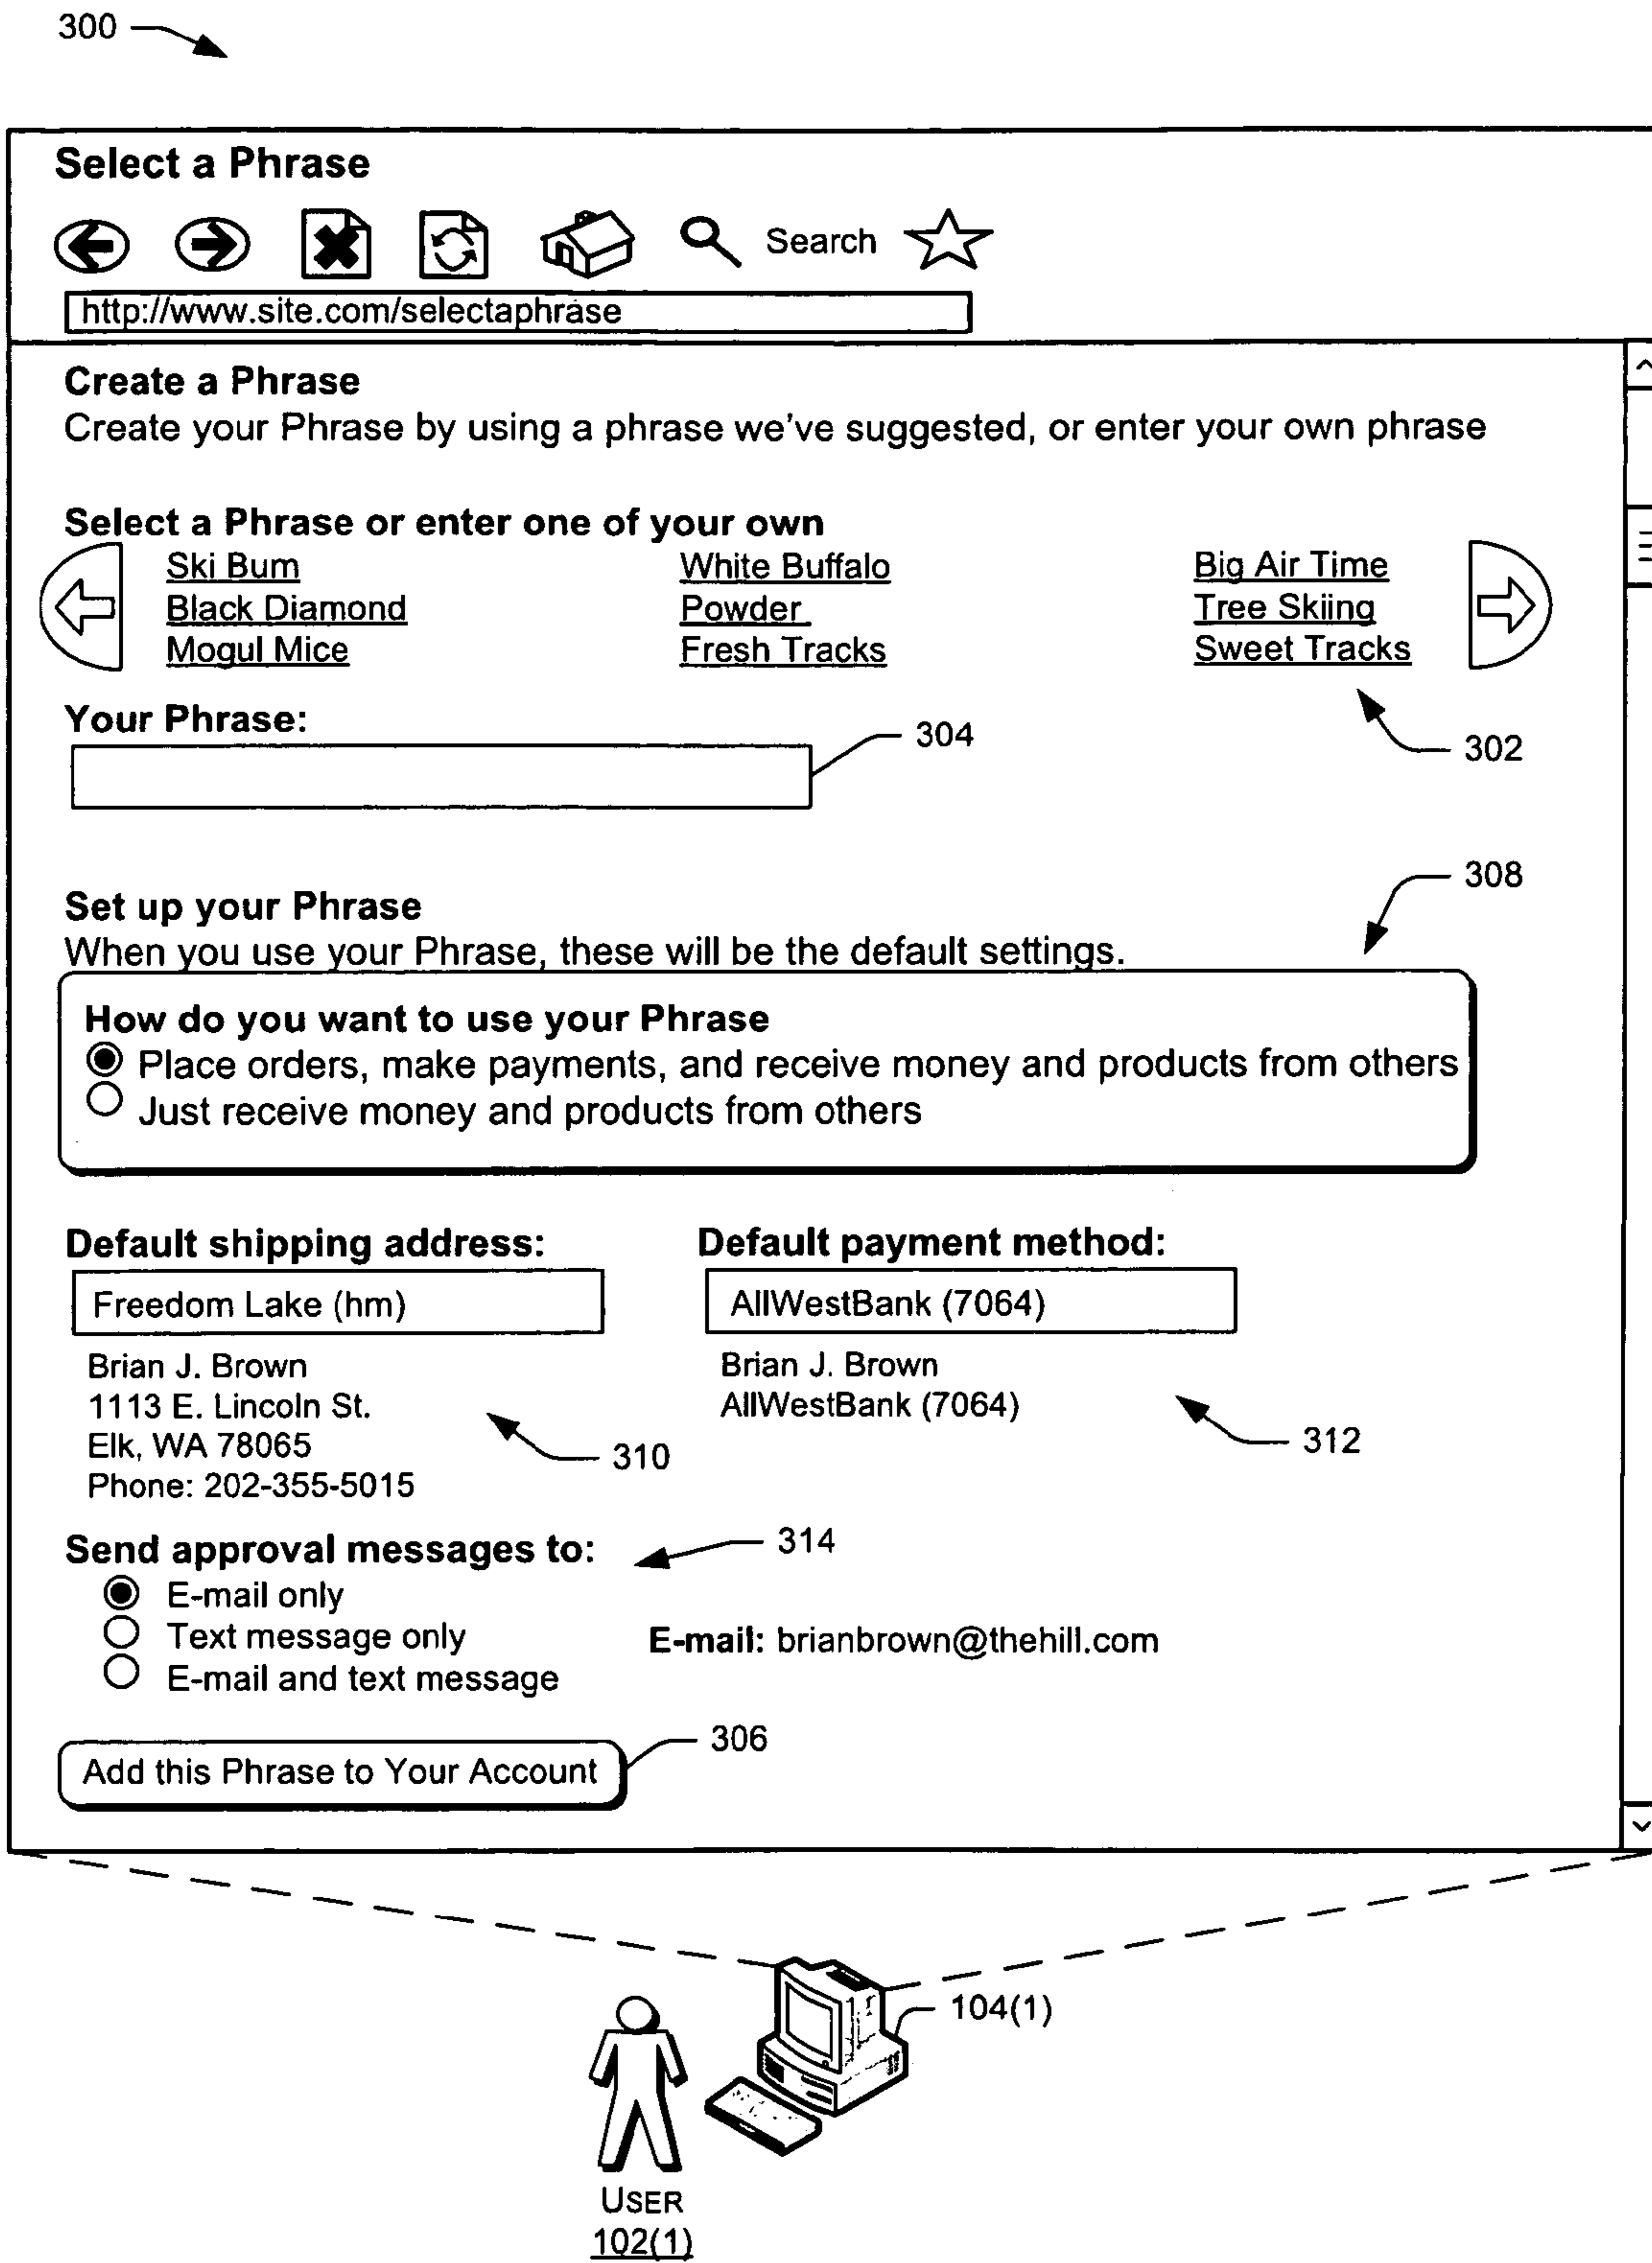 300
Select a Phrase
Search
http://www.site.com/selectaphrase
Create a Phrase
Create your Phrase by using a phrase we've suggested, or enter your own phrase
Select a Phrase or enter one of your own
Ski Bum White Buffalo Big Air Time
Black Diamond Powder Tree Skiing
Mogul Mice Fresh Tracks Sweet Tracks
Your Phrase:
304
302
308
Set up your Phrase
When you use your Phrase, these will be the default settings.
How do you want to use your Phrase
Place orders, make payments, and receive money and products from others
Just receive money and products from others
Default shipping address: Default payment method:
Freedom Lake (hm) AllWestBank (7064)
Brian J. Brown Brian J. Brown
1113 E. Lincoln St. AllWestBank (7064)
Elk, WA 78065
310 312
Phone: 202-355-5015
Send approval messages to: 314
E-mail only
Text message only E-mail: brianbrown@thehill.com
E-mail and text message
306
Add this Phrase to Your Account
104(1)
USER
102(1)